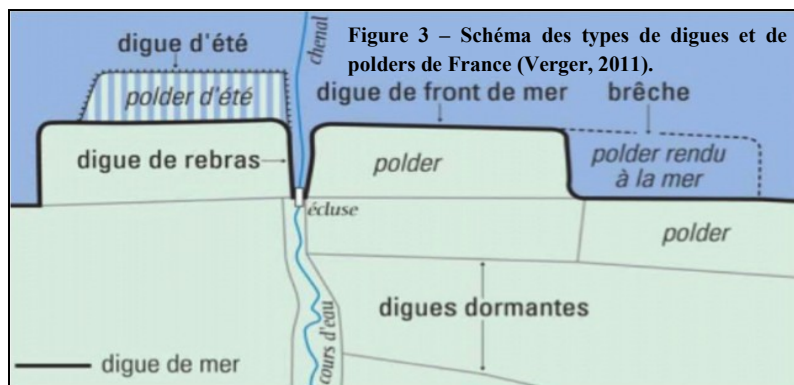 Figure 3 – Schéma des types de digues et de
polders de France (Verger, 2011).
digue d'été
chenal
polder d'été
digue de front de mer
brêche
digue de rebras
polder
polder rendu
à la mer
écluse
polder
digues dormantes
cours d'eau
digue de mer